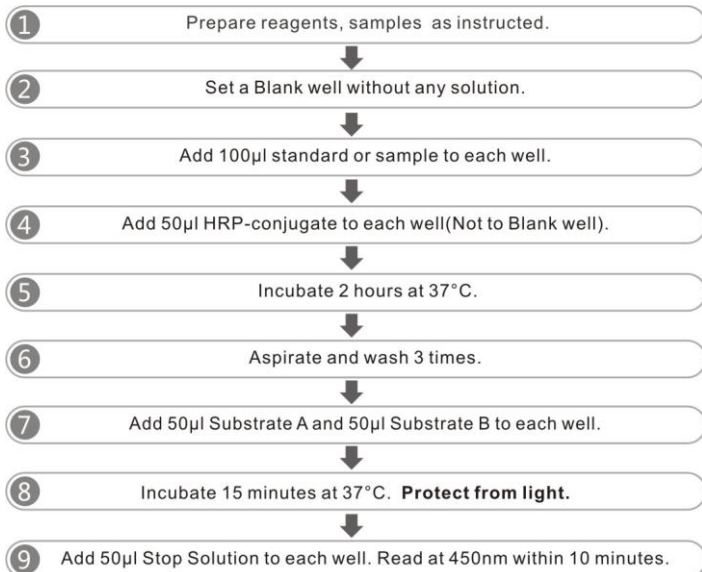 1 Prepare reagents, samples as instructed.
2 Set a Blank well without any solution.
3 Add 100μl standard or sample to each well.
4 Add 50μl HRP-conjugate to each well(Not to Blank well).
5 Incubate 2 hours at 37°C.
6 Aspirate and wash 3 times.
7 Add 50μl Substrate A and 50μl Substrate B to each well.
8 Incubate 15 minutes at 37°C. Protect from light.
9 Add 50μl Stop Solution to each well. Read at 450nm within 10 minutes.